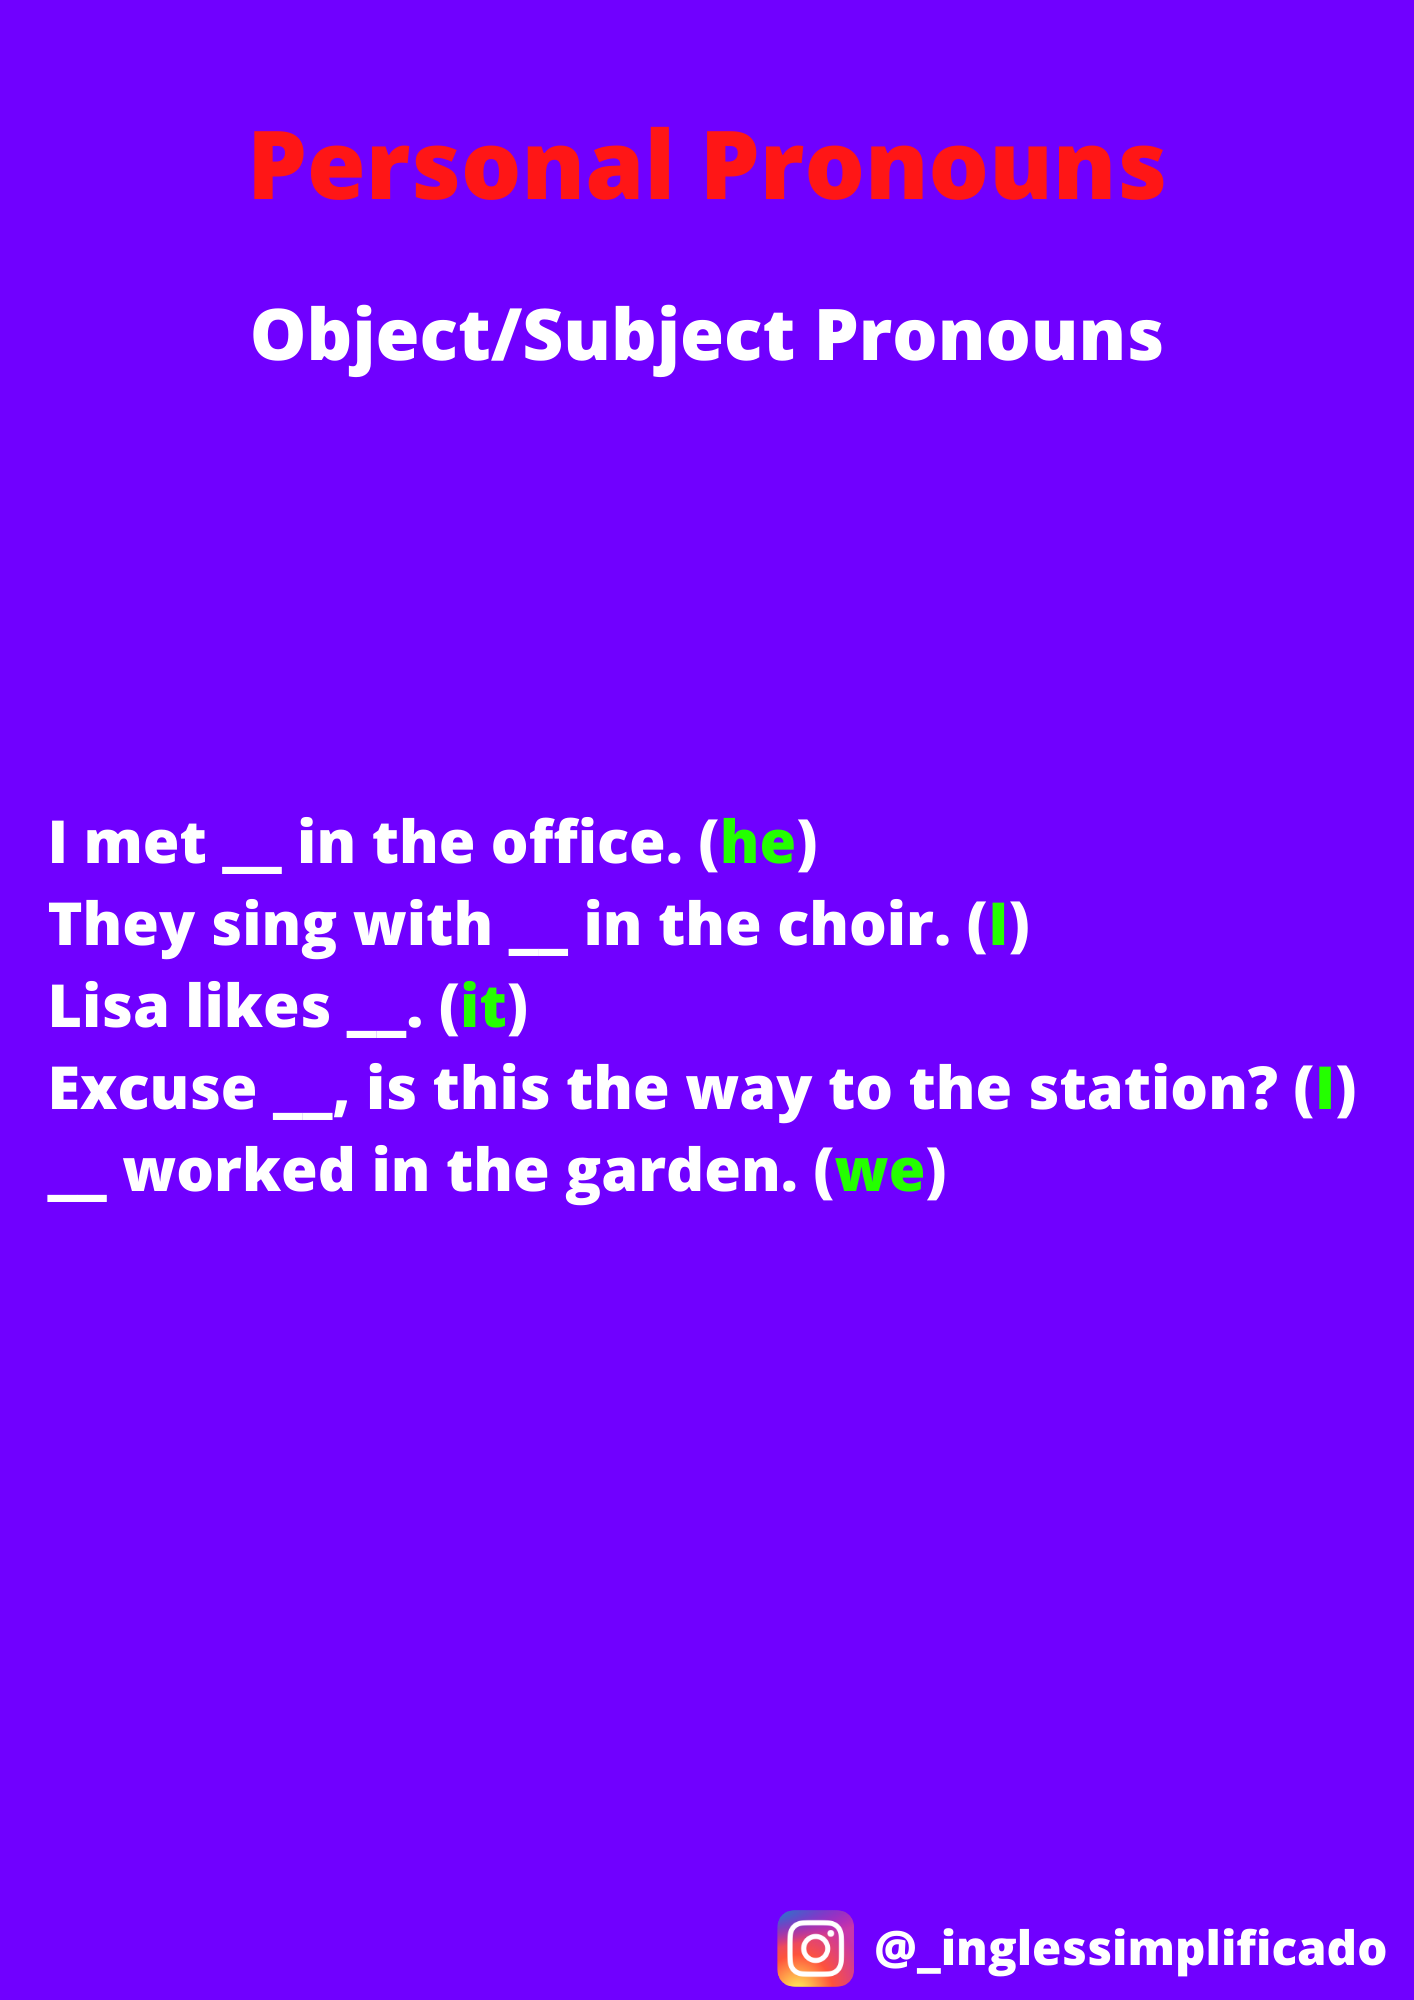 Personal Pronouns
Object/Subject Pronouns
I met __ in the office. (he)
They sing with __ in the choir. (I)
Lisa likes __. (it)
Excuse __, is this the way to the station? (I)
__ worked in the garden. (we)
@_inglessimplificado